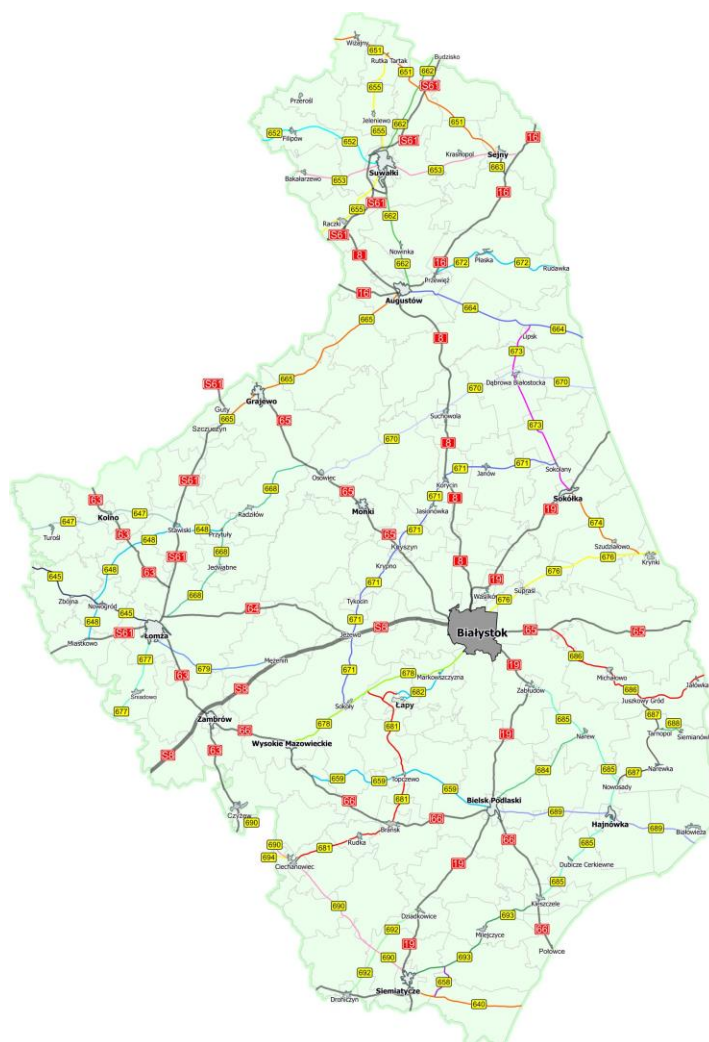 651
Wiżajny
Rutka Tartak
Budzisko
651
662
S61
Przerośl
655
Jeleniewo
662
651
652
Filipów
652
655
S61
16
Krasnopol
Sejny
Suwałki
663
Bakałarzewo
653
653
16
655
S61
Raczki
662
S61
8
Nowinka
662
16
Płaska
672
672
Rudawka
Przewięź
16
Augustów
665
664
664
8
Lipsk
673
S61
665
Dąbrowa Białostocka
670
670
Grajewo
Guty
Szczuczyn
665
65
Suchowola
673
670
8
S61
671
Janów
671
Sokolany
668
Osowiec
65
Korycin
8
Sokółka
63
Kolno
647
647
Radziłów
Mońki
671
Jasionówka
19
Turośl
63
Stawiski
648
Przytuły
65
671
674
648
S61
Knyszyn
Szudziałowo
668
Krypno
676
Krynki
645
648
63
Jedwabne
8
19
Zbójna
668
671
Wasilków
Supraśl
676
Nowogród
645
Tykocin
64
648
S61
Miastkowo
Łomża
671
Białystok
65
65
Jeżewo
S8
677
679
Mężenin
671
678
19
686
Śniadowo
63
Markowszczyzna
Michałowo
Jałówka
S8
682
Zabłudów
686
677
Sokoły
Łapy
Juszkowy Gród
Zambrów
678
681
685
687
688
66
Tarnopol
Siemianówka
63
Wysokie Mazowieckie
19
Narew
S8
684
685
687
Narewka
659
659
Topczewo
659
Nowosady
66
681
Bielsk Podlaski
Czyżew
66
689
Hajnówka
690
Brańsk
689
Białowieża
690
681
Rudka
66
685
694
Ciechanowiec
Dubicze Cerkiewne
19
685
690
Kleszczele
Dziadkowice
693
692
Milejczyce
66
19
Połowce
690
693
692
658
Siemiatycze
Drohiczyn
640